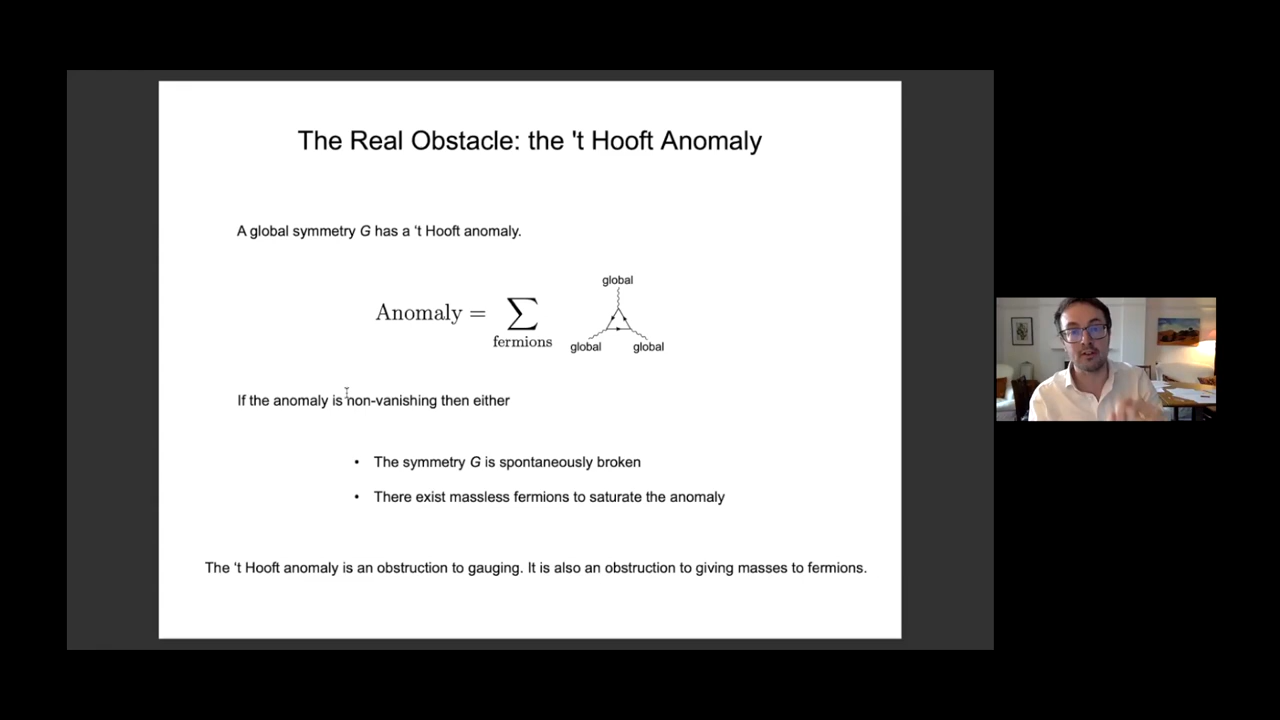 The Real Obstacle: the 't Hooft Anomaly
A global symmetry G has a ‘t Hooft anomaly.
global
Anomaly = ∑
fermions
global global
If the anomaly is non-vanishing then either
• The symmetry G is spontaneously broken
• There exist massless fermions to saturate the anomaly
The ‘t Hooft anomaly is an obstruction to gauging. It is also an obstruction to giving masses to fermions.